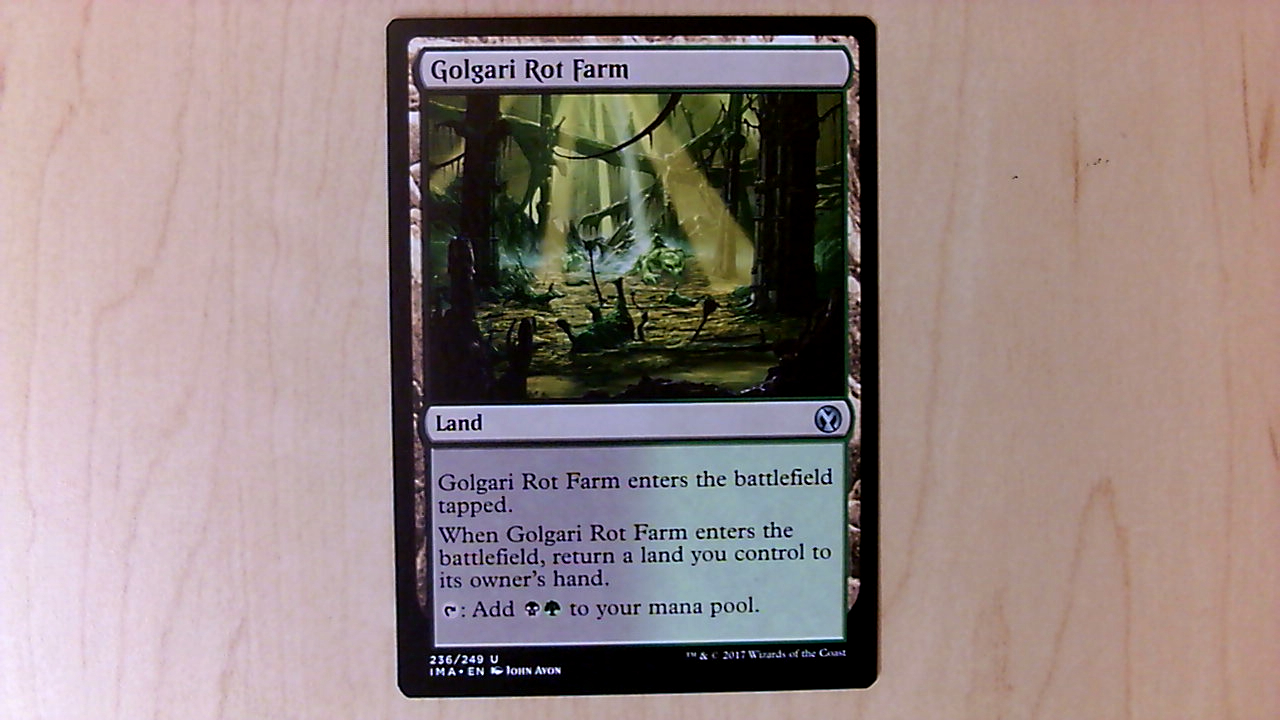 Golgari Rot Farm
Land
Golgari Rot Farm enters the battlefield
tapped.
When Golgari Rot Farm enters the
battlefield, return a land you control to
its owner's hand.
: Add to your mana pool.
236/249 U
IMA • EN John Avon
™ & © 2017 Wizards of the Coast